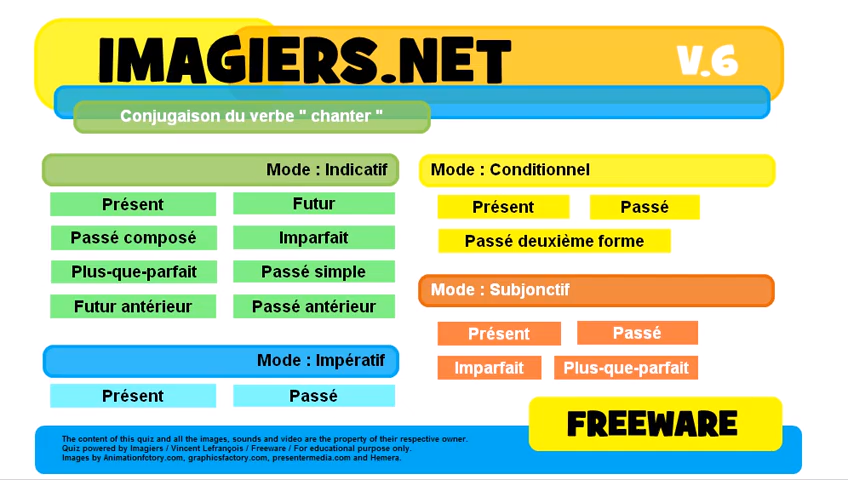 IMAGIERS.NET
V.6
Conjugaison du verbe " chanter "
Mode : Indicatif
Présent
Futur
Passé composé
Imparfait
Plus-que-parfait
Passé simple
Futur antérieur
Passé antérieur
Mode : Impératif
Présent
Passé
Mode : Conditionnel
Présent
Passé
Passé deuxième forme
Mode : Subjonctif
Présent
Passé
Imparfait
Plus-que-parfait
FREEWARE
The content of this quiz and all the images, sounds and video are the property of their respective owner.
Quiz powered by Imagiers / Vincent Lefrançois / Freeware / For educational purpose only.
Images by Animationfctory.com, graphicsfactory.com, presentermedia.com and Hemera.